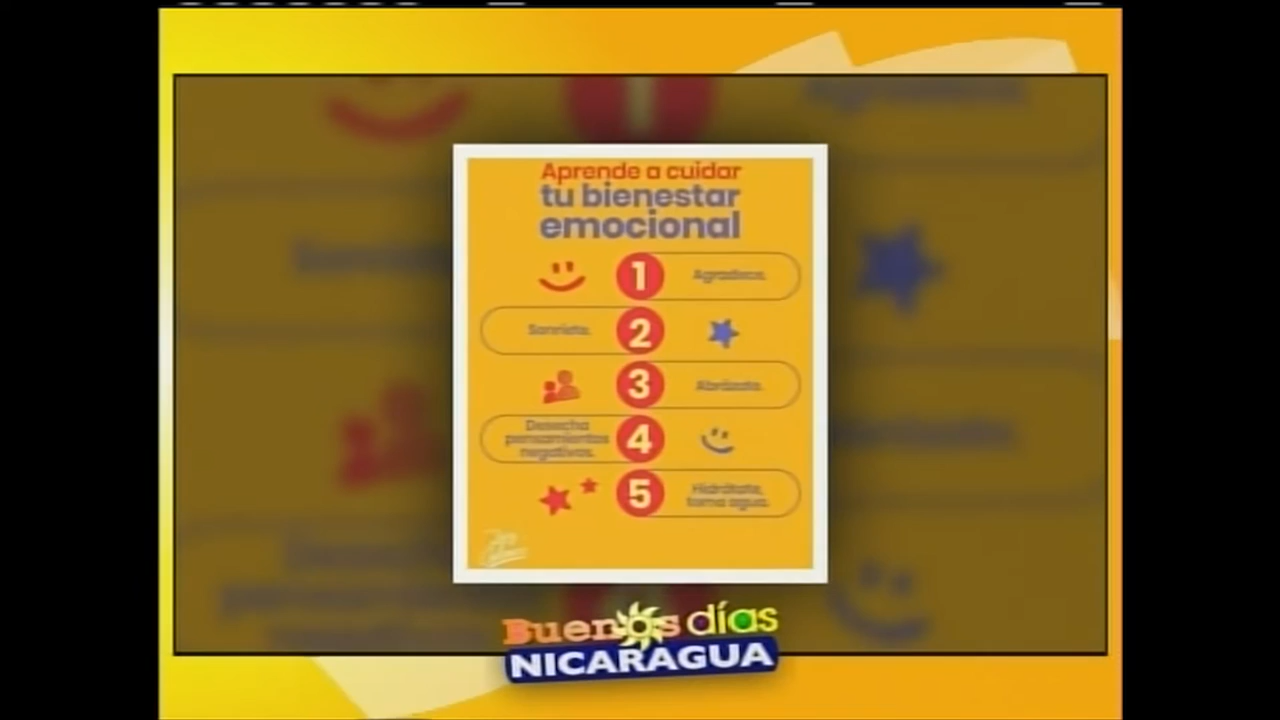 Aprende a cuidar
tu bienestar
emocional
1
Agradece.
Sonríete.
2
3
Abrázate.
Desecha
pensamientos
negativos.
4
5
Hidrátate,
toma agua.
Buenos días
NICARAGUA